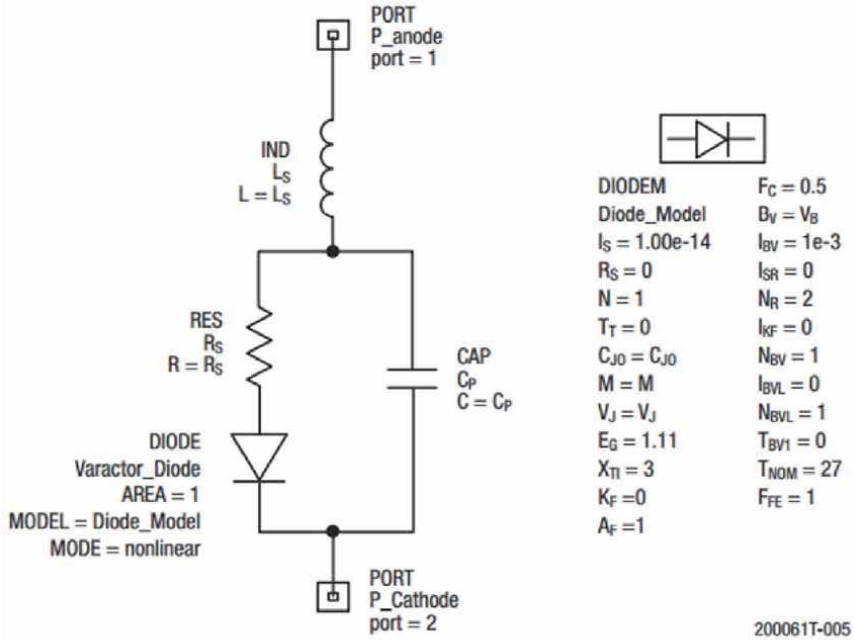 PORT
P_anode
port = 1
IND
LS
L = LS
RES
RS
R = RS
CAP
CP
C = CP
DIODE
Varactor_Diode
AREA = 1
MODEL = Diode_Model
MODE = nonlinear
PORT
P_Cathode
port = 2
DIODEM
Diode_Model
IS = 1.00e-14
RS = 0
N = 1
TT = 0
CJO = CJO
M = M
VJ = VJ
EG = 1.11
XTI = 3
KF =0
AF =1
FC = 0.5
BV = VB
IBV = 1e-3
ISR = 0
NR = 2
IKF = 0
NBV = 1
IBVL = 0
NBVL = 1
TBV1 = 0
TNOM = 27
FFE = 1
200061T-005